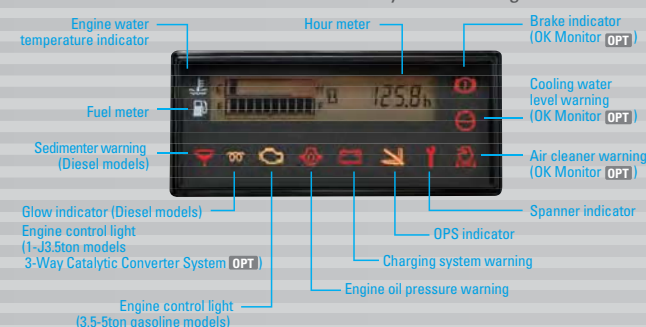 Engine water
temperature indicator
Hour meter
Brake indicator
(OK Monitor OPT)
Fuel meter
Cooling water
level warning
(OK Monitor OPT)
125.8h
Sedimenter warning
(Diesel models)
Air cleaner warning
(OK Monitor OPT)
Glow indicator (Diesel models)
Spanner indicator
Engine control light
(1-J3.5ton models
3-Way Catalytic Converter System OPT)
OPS indicator
Charging system warning
Engine oil pressure warning
Engine control light
(3.5-5ton gasoline models)